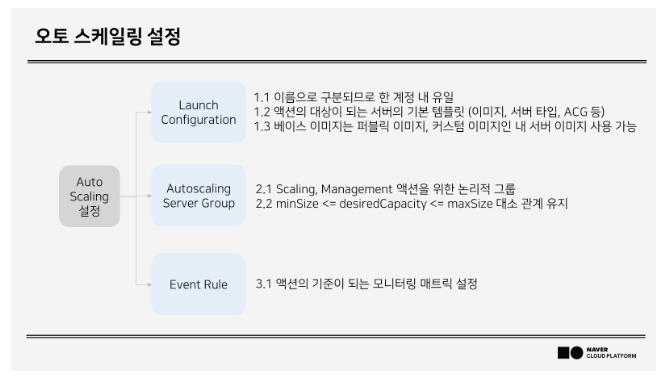 오토 스케일링 설정
Launch
Configuration
1.1 이름으로 구분되므로 한 계정 내 유일
1.2 액션의 대상이 되는 서버의 기본 템플릿 (이미지, 서버 타입, ACG 등)
1.3 베이스 이미지는 퍼블릭 이미지, 커스텀 이미지인 내 서버 이미지 사용 가능
Auto
Scaling
설정
Autoscaling
Server Group
2.1 Scaling, Management 액션을 위한 논리적 그룹
2,2 minSize <= desiredCapacity <= maxSize 대소 관계 유지
Event Rule
3.1 액션의 기준이 되는 모니터링 매트릭 설정
NAVER
CLOUD PLATFORM